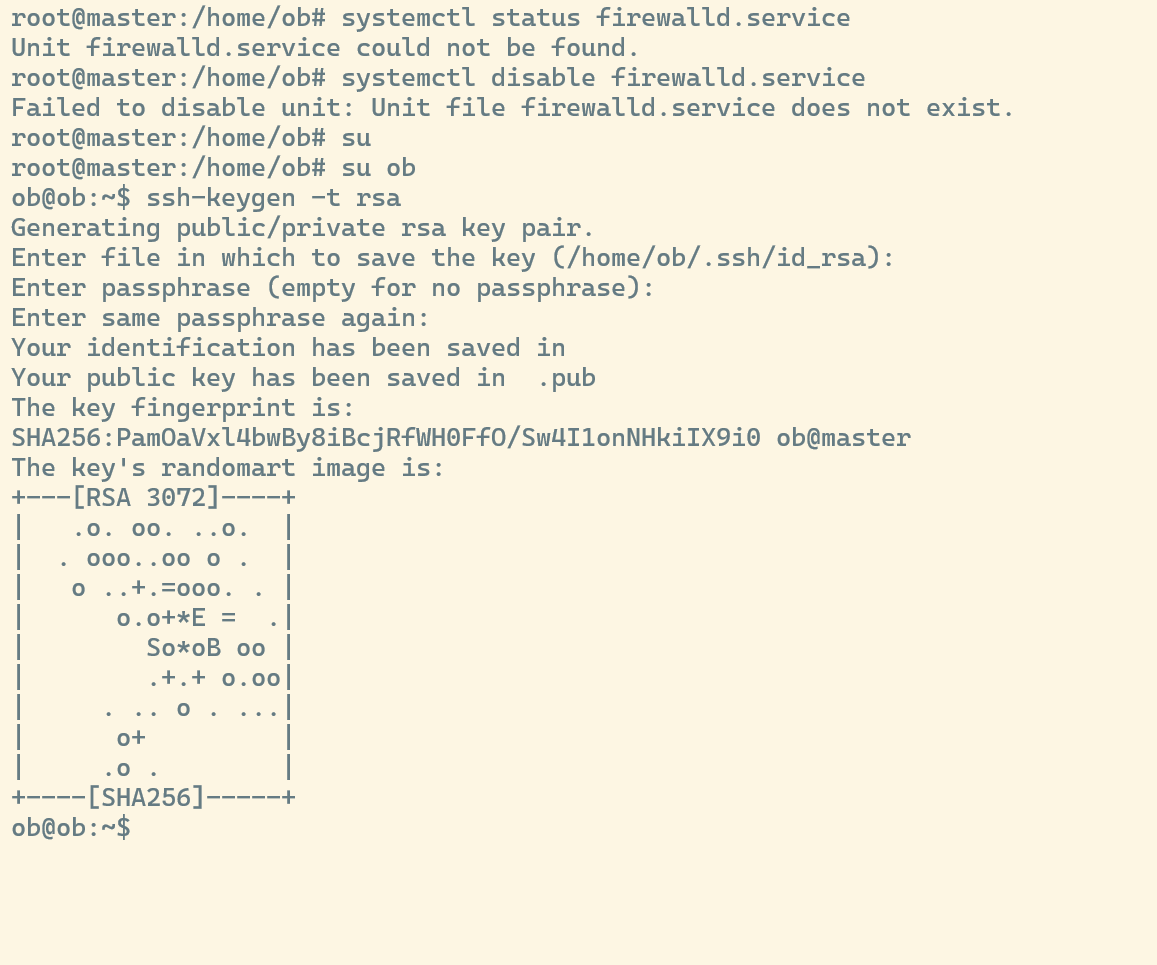 root@master:/home/ob# systemctl status firewalld.service
Unit firewalld.service could not be found.
root@master:/home/ob# systemctl disable firewalld.service
Failed to disable unit: Unit file firewalld.service does not exist.
root@master:/home/ob# su
root@master:/home/ob# su ob
ob@ob:~$ ssh-keygen -t rsa
Generating public/private rsa key pair.
Enter file in which to save the key (/home/ob/.ssh/id_rsa):
Enter passphrase (empty for no passphrase):
Enter same passphrase again:
Your identification has been saved in
Your public key has been saved in  .pub
The key fingerprint is:
SHA256:PamOaVxl4bwBy8iBcjRfWH0FfO/Sw4I1onNHkiIX9i0 ob@master
The key's randomart image is:
+---[RSA 3072]----+
|   .o. oo. ..o.  |
|  . ooo..oo o .  |
|   o ..+.=ooo. . |
|      o.o+*E =  .|
|        So*oB oo |
|        .+.+ o.oo|
|     . .. o . ...|
|      o+         |
|     .o .        |
+----[SHA256]-----+
ob@ob:~$